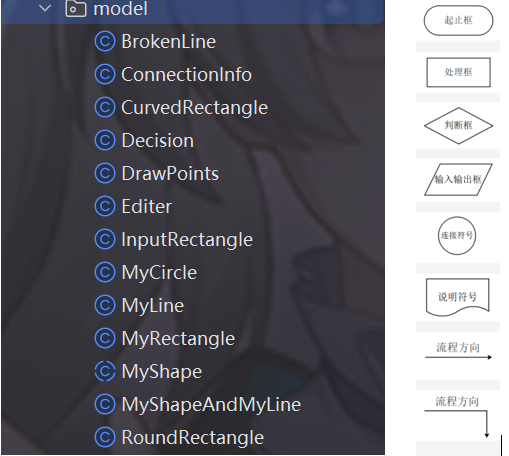 model
BrokenLine
ConnectionInfo
CurvedRectangle
Decision
DrawPoints
Editer
InputRectangle
MyCircle
MyLine
MyRectangle
MyShape
MyShapeAndMyLine
RoundRectangle
起止框
处理框
判断框
输入输出框
连接符号
说明符号
流程方向
流程方向